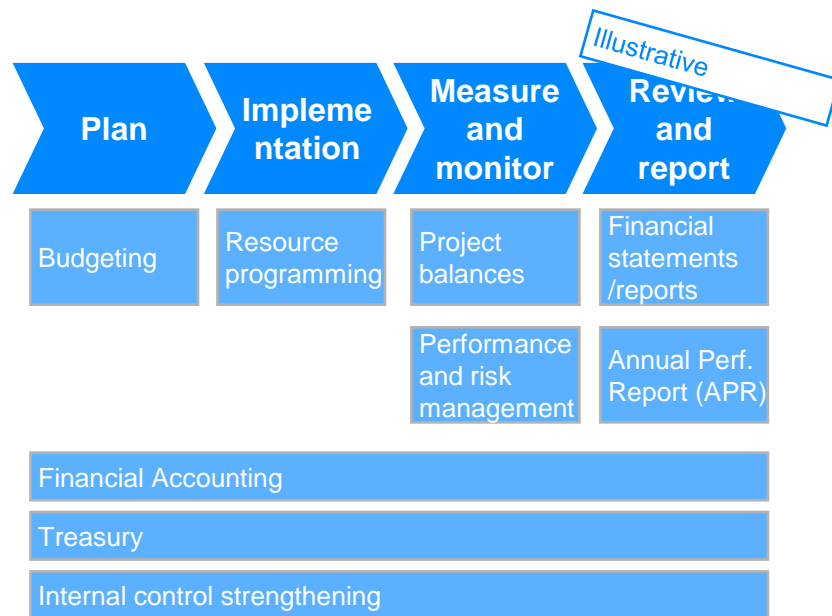 Illustrative
Plan
Impleme
ntation
Measure
and
monitor
Review
and
report
Budgeting
Resource
programming
Project
balances
Financial
statements
/reports
Performance
and risk
management
Annual Perf.
Report (APR)
Financial Accounting
Treasury
Internal control strengthening